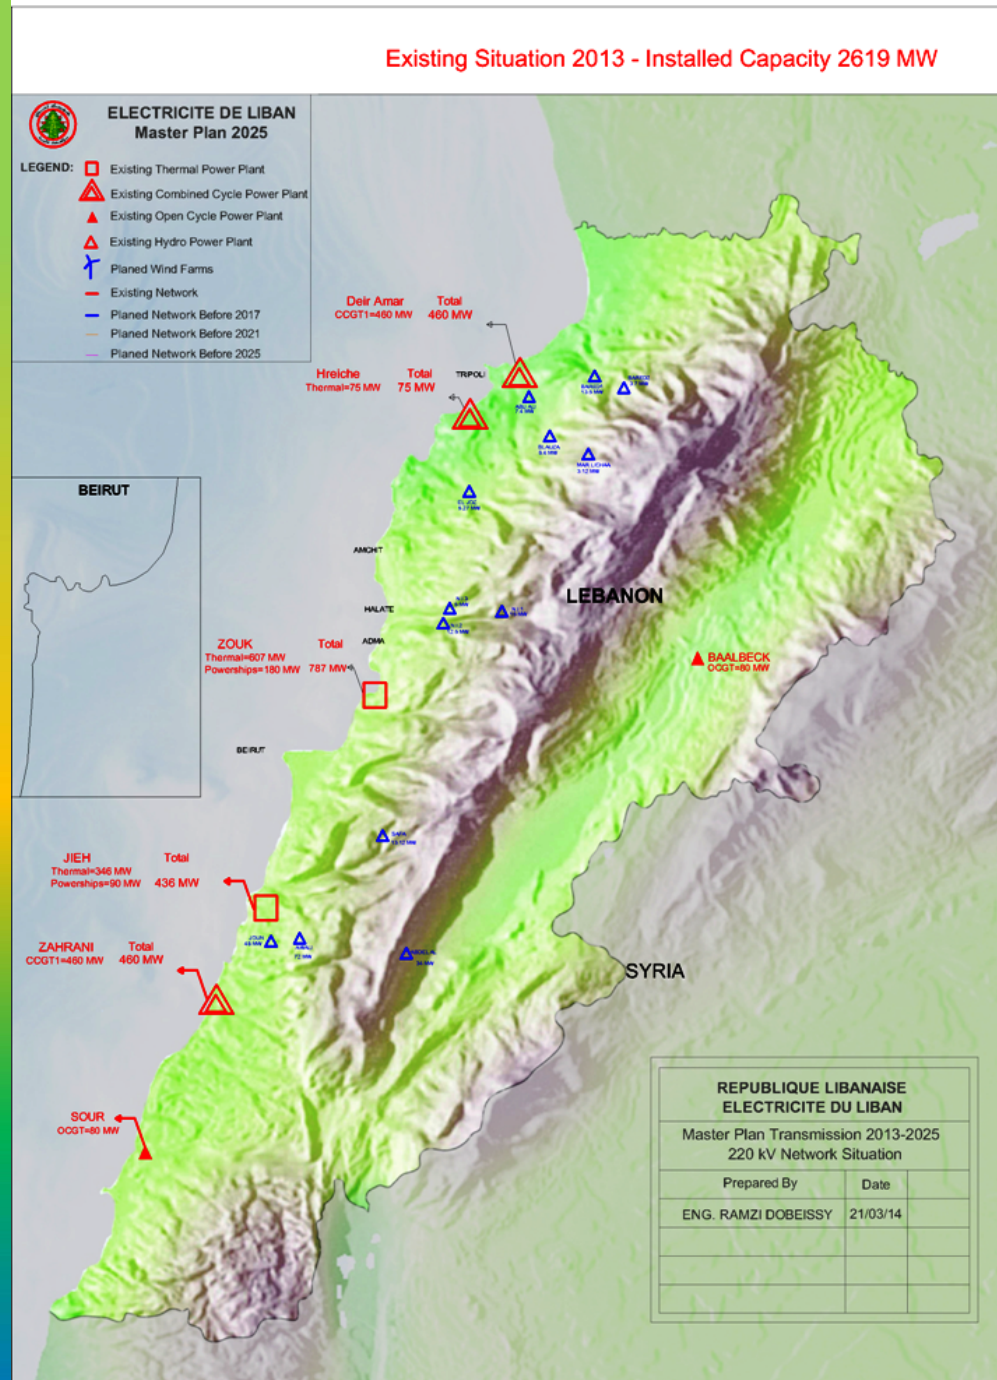 Existing Situation 2013 - Installed Capacity 2619 MW
ELECTRICITE DE LIBAN
Master Plan 2025
LEGEND:
Existing Thermal Power Plant
Existing Combined Cycle Power Plant
Existing Open Cycle Power Plant
Existing Hydro Power Plant
Planed Wind Farms
Existing Network
Planed Network Before 2017
Planed Network Before 2021
Planed Network Before 2025
Deir Amar Total
CCGT1=460 MW 460 MW
Hreiche Total
Thermal=75 MW 75 MW
TRIPOLI
BEIRUT
AMCHIT
HALATE
ADMA
LEBANON
ZOUK Total
Thermal=607 MW
Powerships=180 MW 787 MW
BAALBECK
OCGT=80 MW
BEIRUT
JIEH Total
Thermal=346 MW
Powerships=90 MW 436 MW
ZAHRANI Total
CCGT1=460 MW 460 MW
SYRIA
SOUR
OCGT=80 MW
REPUBLIQUE LIBANAISE
ELECTRICITE DU LIBAN
Master Plan Transmission 2013-2025
220 kV Network Situation
Prepared By Date
ENG. RAMZI DOBEISSY 21/03/14